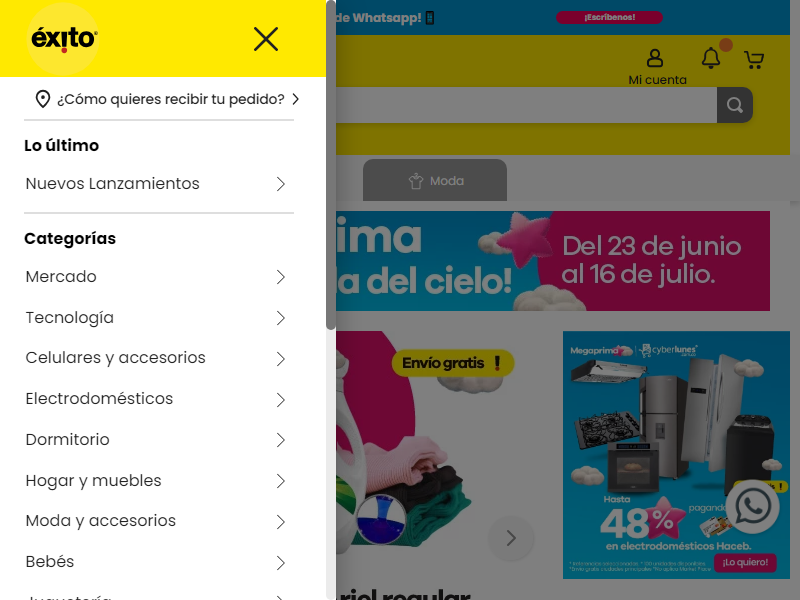 éxito
¿Cómo quieres recibir tu pedido?
Lo último
Nuevos Lanzamientos
Categorías
Mercado
Tecnología
Celulares y accesorios
Electrodomésticos
Dormitorio
Hogar y muebles
Moda y accesorios
Bebés
Juguetería
de Whatsapp!
¡Escríbenos!
Mi cuenta
Moda
ima
a del cielo!
Del 23 de junio
al 16 de julio.
Envío gratis !
riel regular
Megaprima
cyberlunes
Hasta
48%
pagando
en electrodomésticos Haceb.
¡Lo quiero!